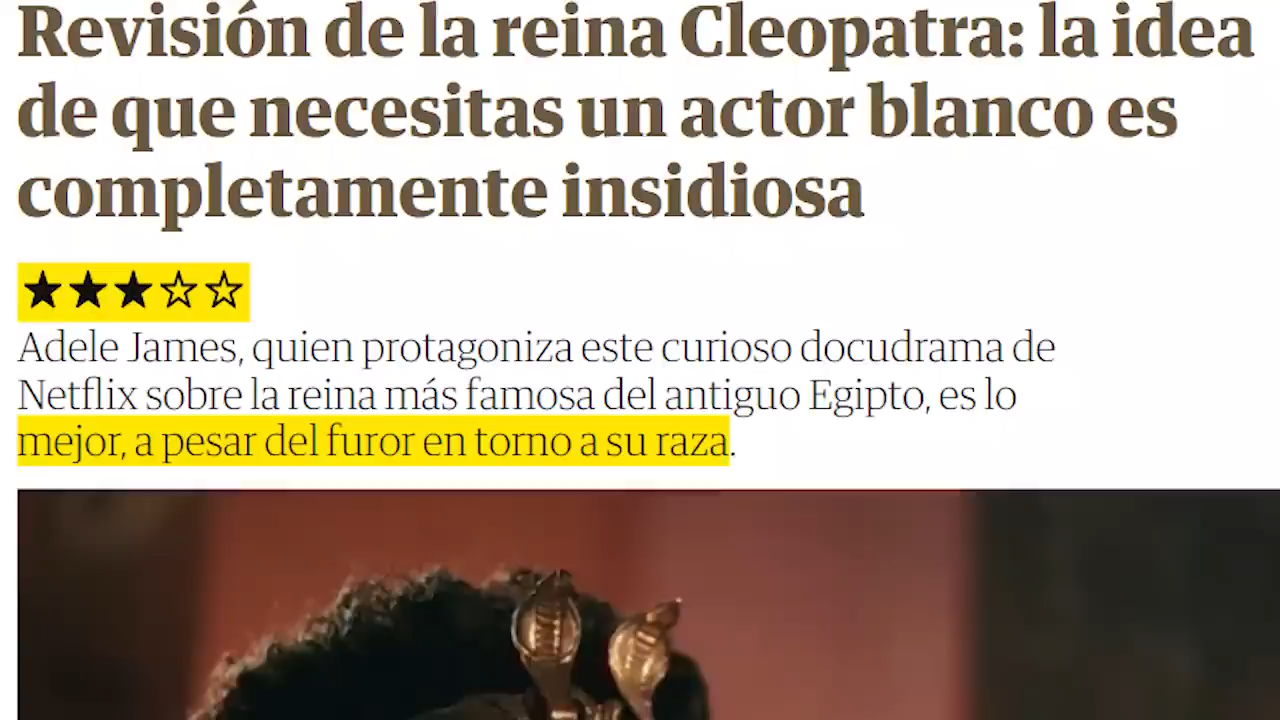 Revisión de la reina Cleopatra: la idea
de que necesitas un actor blanco es
completamente insidiosa
★★★☆☆
Adele James, quien protagoniza este curioso docudrama de
Netflix sobre la reina más famosa del antiguo Egipto, es lo
mejor, a pesar del furor en torno a su raza.